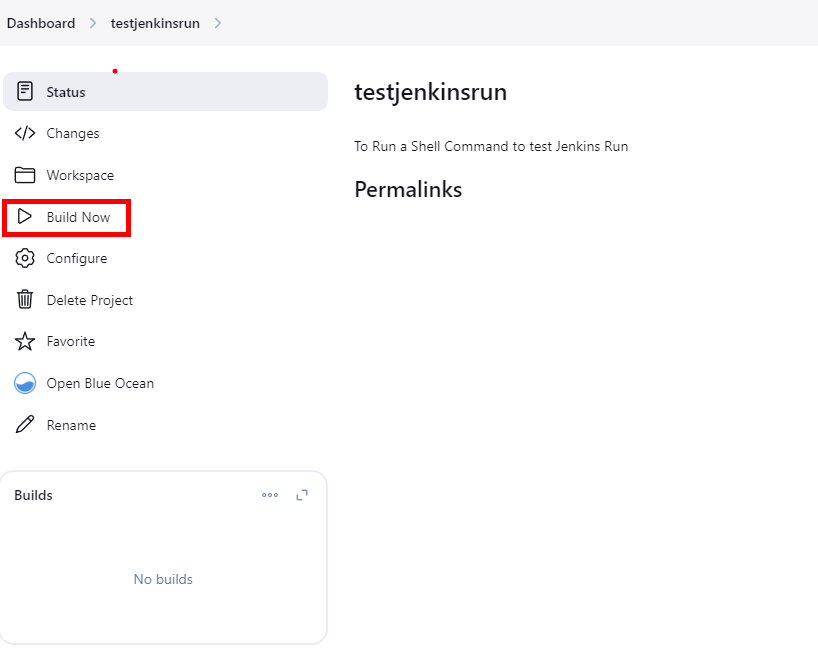 Dashboard testjenkinsrun
Status
Changes
Workspace
Build Now
Configure
Delete Project
Favorite
Open Blue Ocean
Rename
Builds
No builds
testjenkinsrun
To Run a Shell Command to test Jenkins Run
Permalinks